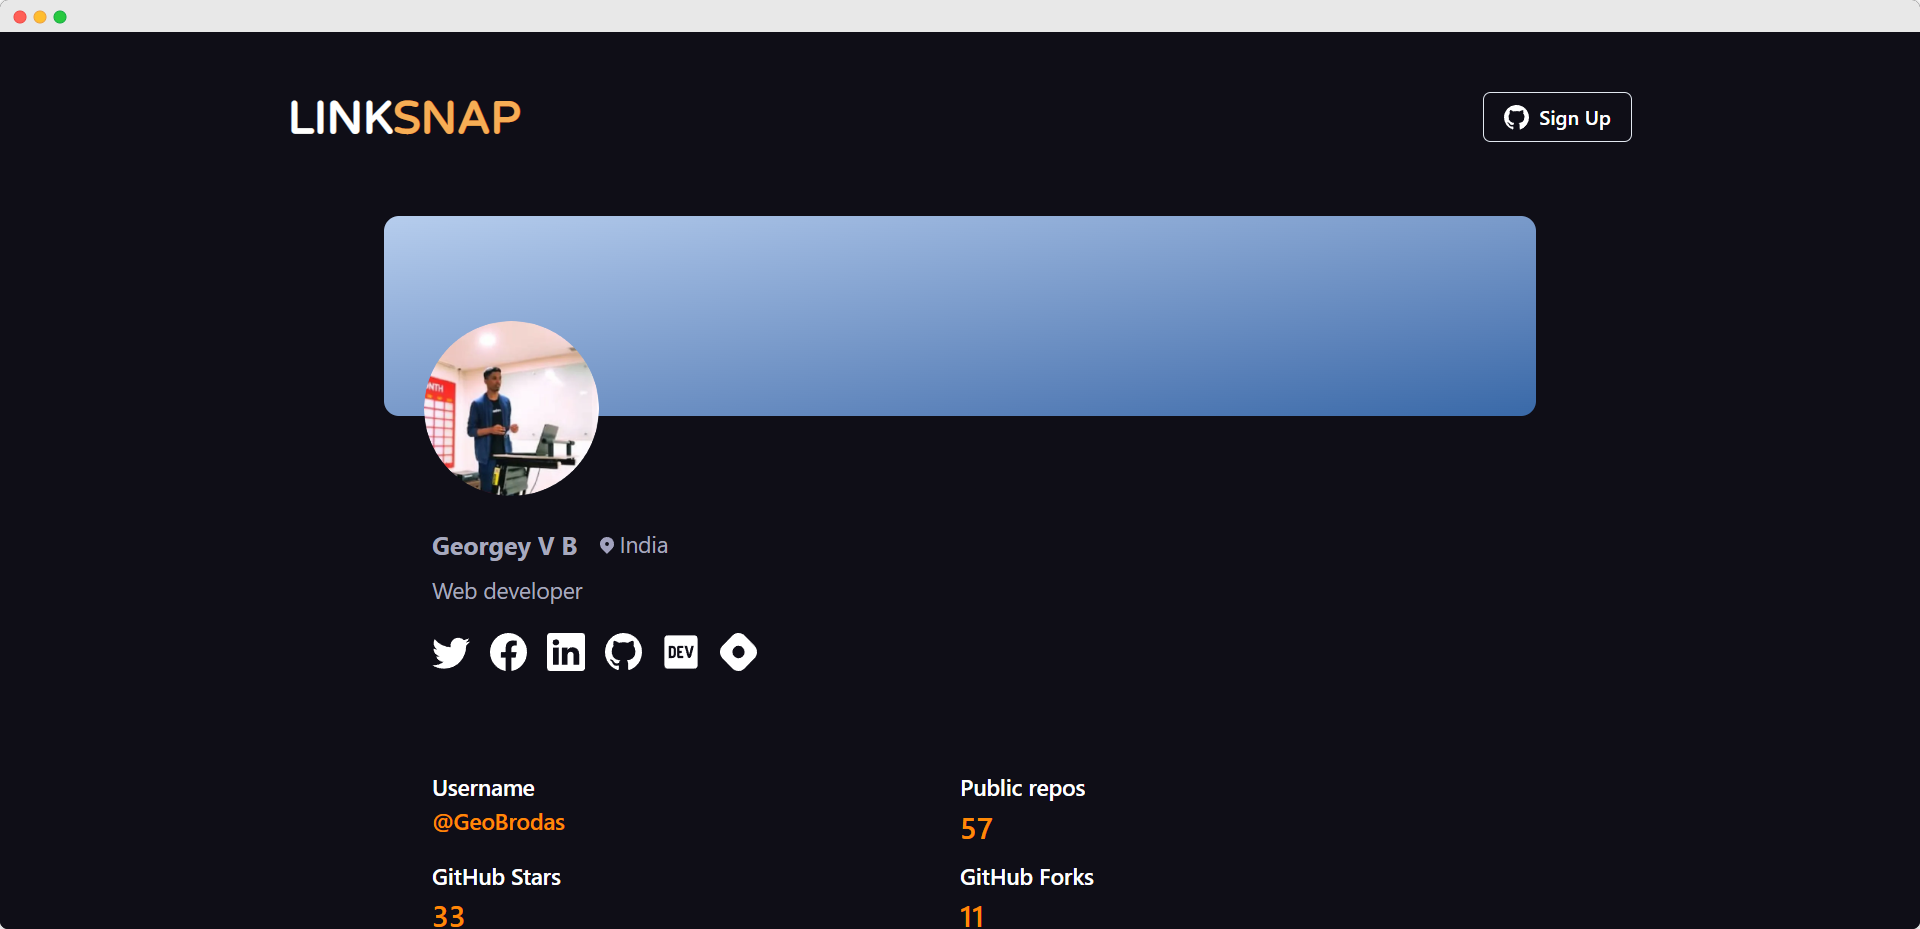 LINKSNAP
Sign Up
NTH
Georgey V B
India
Web developer
DEV
Username
@GeoBrodas
Public repos
57
GitHub Stars
33
GitHub Forks
11